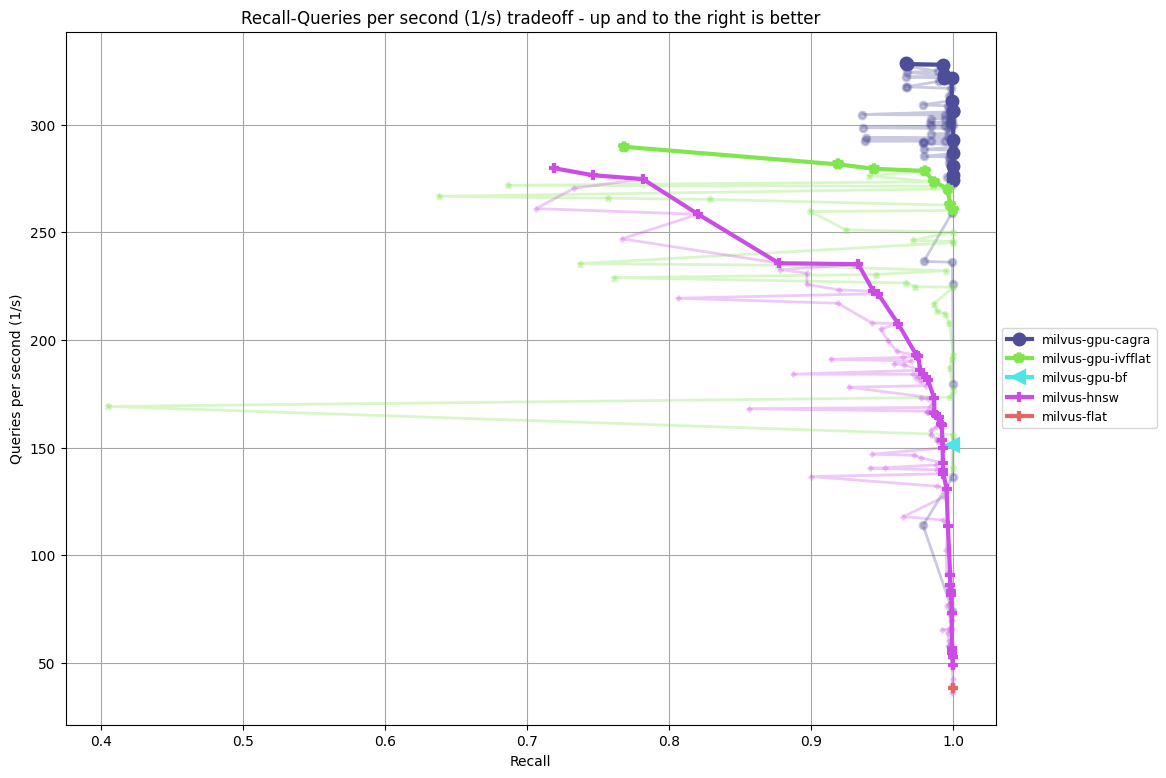 Recall-Queries per second (1/s) tradeoff - up and to the right is better
Queries per second (1/s)
300
250
200
150
100
50
0.4
0.5
0.6
0.7
0.8
0.9
1.0
Recall
milvus-gpu-cagra
milvus-gpu-ivfflat
milvus-gpu-bf
milvus-hnsw
milvus-flat